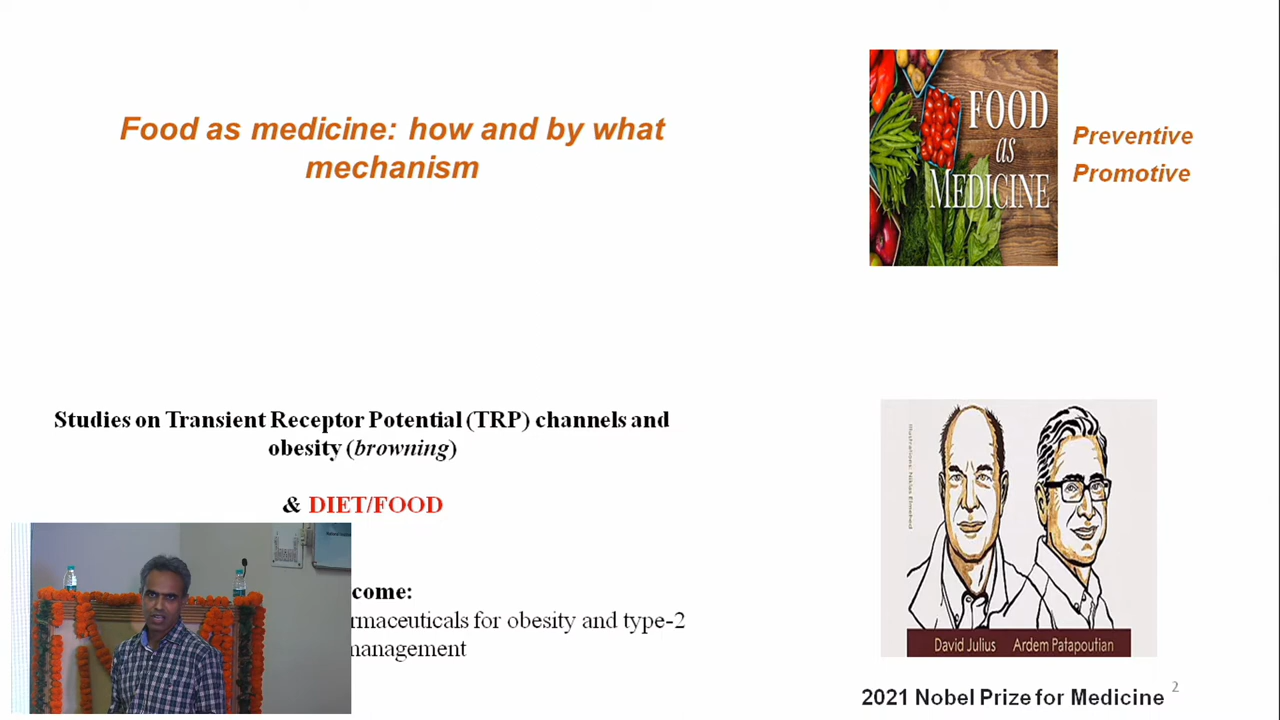 Food as medicine: how and by what
mechanism
FOOD
as
MEDICINE
Preventive
Promotive
Studies on Transient Receptor Potential (TRP) channels and
obesity (browning)
& DIET/FOOD
come:
rmaceuticals for obesity and type-2
management
David Julius Ardem Patapoutian
2021 Nobel Prize for Medicine
2